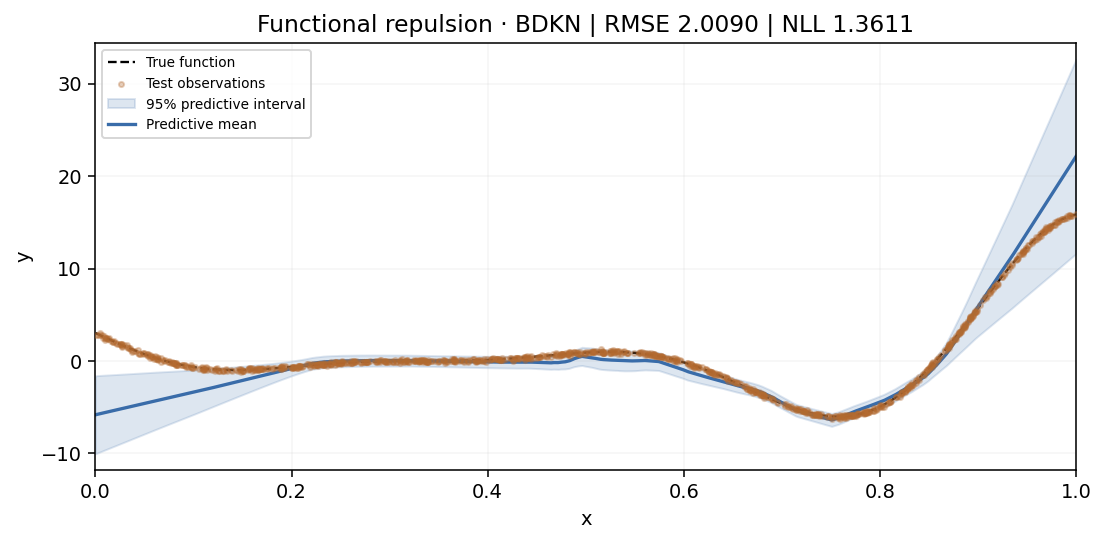 Functional repulsion · BDKN | RMSE 2.0090 | NLL 1.3611
True function
Test observations
95% predictive interval
Predictive mean
30
20
10
0
−10
y
0.0 0.2 0.4 0.6 0.8 1.0
x